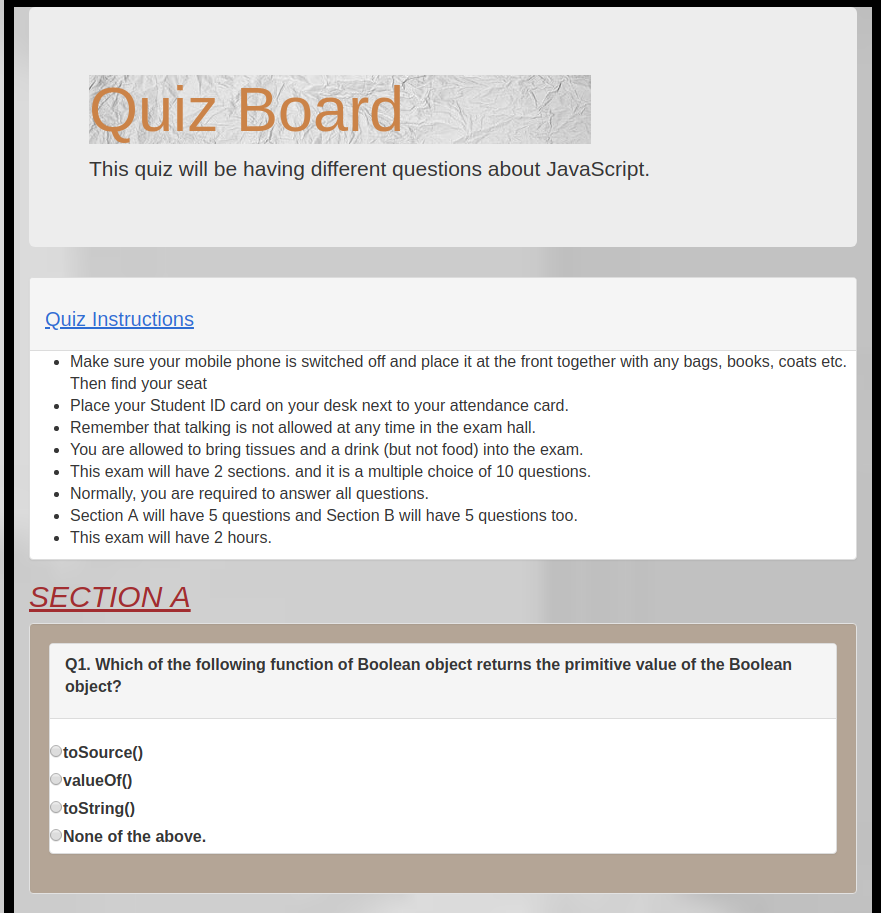 Quiz Board
This quiz will be having different questions about JavaScript.
Quiz Instructions
Make sure your mobile phone is switched off and place it at the front together with any bags, books, coats etc.
Then find your seat
Place your Student ID card on your desk next to your attendance card.
Remember that talking is not allowed at any time in the exam hall.
You are allowed to bring tissues and a drink (but not food) into the exam.
This exam will have 2 sections. and it is a multiple choice of 10 questions.
Normally, you are required to answer all questions.
Section A will have 5 questions and Section B will have 5 questions too.
This exam will have 2 hours.
SECTION A
Q1. Which of the following function of Boolean object returns the primitive value of the Boolean
object?
toSource()
valueOf()
toString()
None of the above.